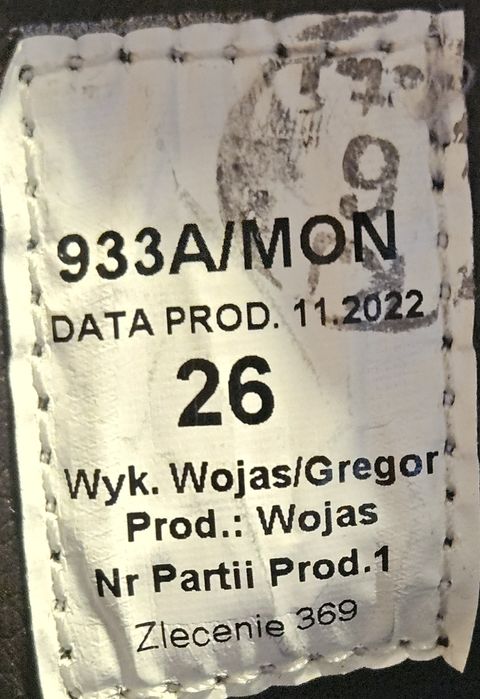 933A/MON
DATA PROD. 11.2022
26
Wyk. Wojas/Gregor
Prod.: Wojas
Nr Partii Prod.1
Zlecenie 369